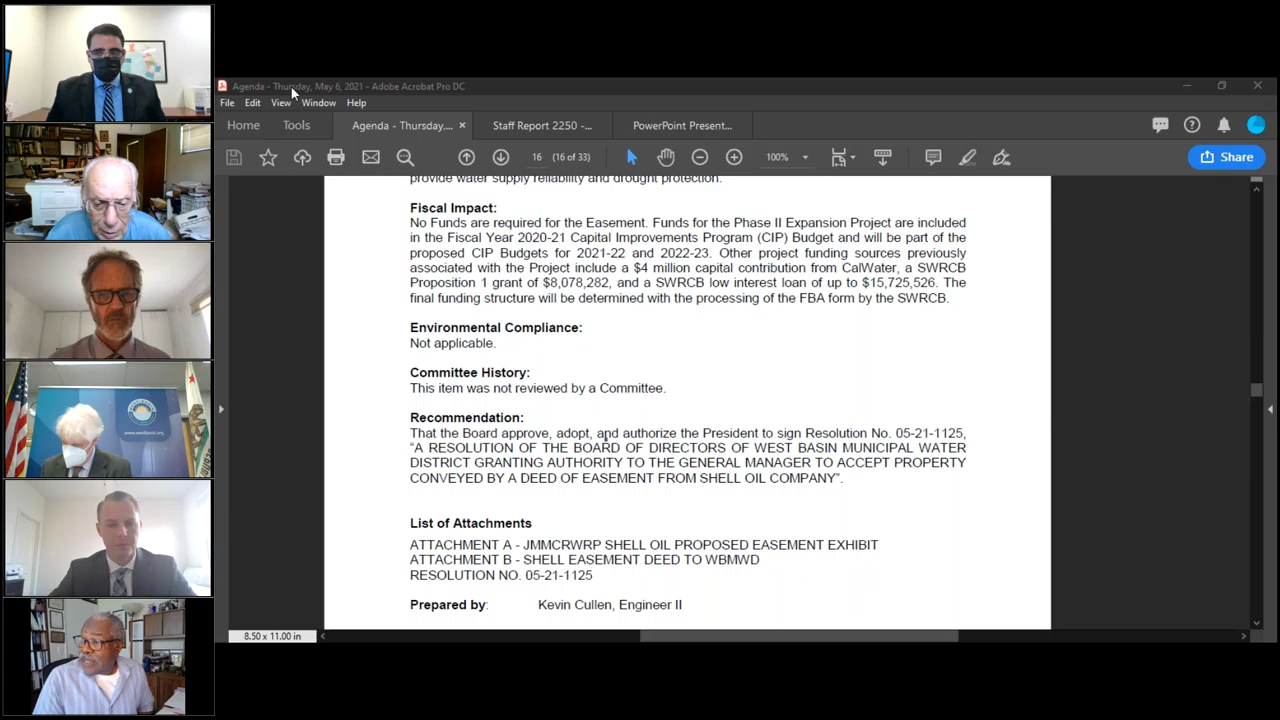 Agenda - Thursday, May 6, 2021 - Adobe Acrobat Pro DC
File Edit View Window Help
Home Tools Agenda - Thursday,... × Staff Report 2250 -... PowerPoint Present...
16 (16 of 33) 100% Share
provide water supply reliability and drought protection.
Fiscal Impact:
No Funds are required for the Easement. Funds for the Phase II Expansion Project are included
in the Fiscal Year 2020-21 Capital Improvements Program (CIP) Budget and will be part of the
proposed CIP Budgets for 2021-22 and 2022-23. Other project funding sources previously
associated with the Project include a $4 million capital contribution from CalWater, a SWRCB
Proposition 1 grant of $8,078,282, and a SWRCB low interest loan of up to $15,725,526. The
final funding structure will be determined with the processing of the FBA form by the SWRCB.
Environmental Compliance:
Not applicable.
Committee History:
This item was not reviewed by a Committee.
Recommendation:
That the Board approve, adopt, and authorize the President to sign Resolution No. 05-21-1125,
“A RESOLUTION OF THE BOARD OF DIRECTORS OF WEST BASIN MUNICIPAL WATER
DISTRICT GRANTING AUTHORITY TO THE GENERAL MANAGER TO ACCEPT PROPERTY
CONVEYED BY A DEED OF EASEMENT FROM SHELL OIL COMPANY”.
List of Attachments
ATTACHMENT A - JMMCRWRP SHELL OIL PROPOSED EASEMENT EXHIBIT
ATTACHMENT B - SHELL EASEMENT DEED TO WBMWD
RESOLUTION NO. 05-21-1125
Prepared by: Kevin Cullen, Engineer II
8.50 x 11.00 in